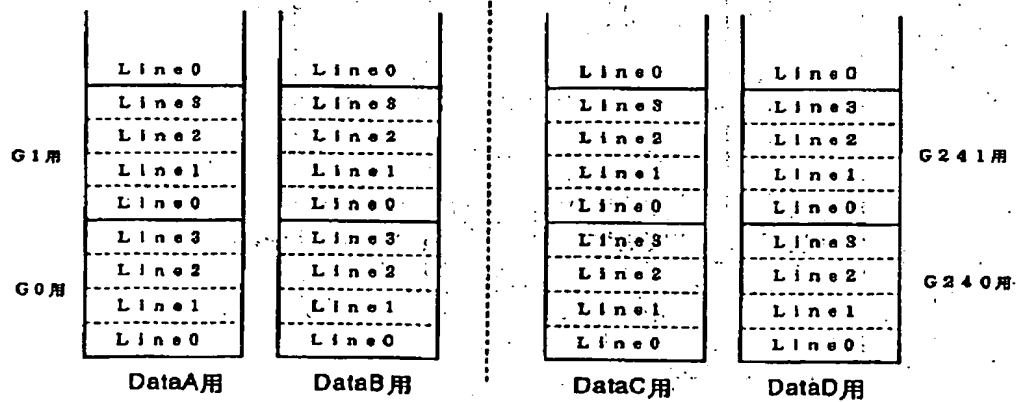 Line0 Line0 Line0 Line0
Line3 Line3 Line3 Line3
Line2 Line2 Line2 Line2
G1用 Line1 Line1 Line1 Line1 G241用
Line0 Line0 Line0 Line0
Line3 Line3 Line3 Line3
Line2 Line2 Line2 Line2
G0用 Line1 Line1 Line1 Line1 G240用
Line0 Line0 Line0 Line0
DataA用 DataB用 DataC用 DataD用